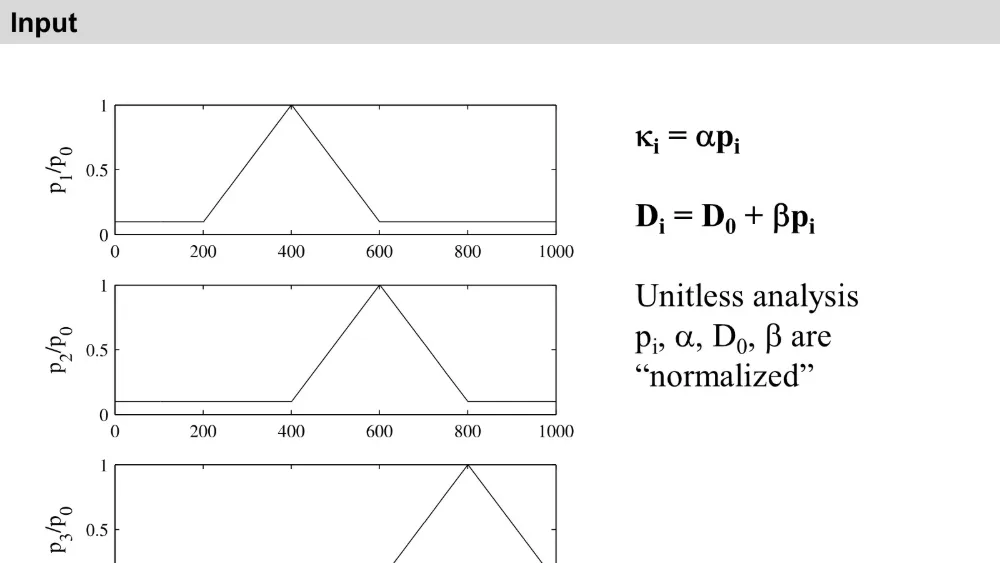 Input
p1/p0
1
0.5
0
0 200 400 600 800 1000
p2/p0
1
0.5
0
0 200 400 600 800 1000
p3/p0
1
0.5
κi = αpi
Di = D0 + βpi
Unitless analysis
pi, α, D0, β are
“normalized”